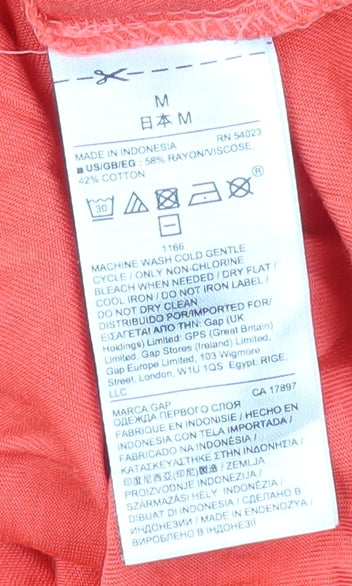 M
日本 M
MADE IN INDONESIA RN 54023
■ US/GB/EG : 58% RAYON/VISCOSE,
42% COTTON
30
1166
MACHINE WASH COLD GENTLE
CYCLE / ONLY NON-CHLORINE
BLEACH WHEN NEEDED / DRY FLAT /
COOL IRON / DO NOT IRON LABEL /
DO NOT DRY CLEAN
DISTRIBUIDO POR/IMPORTED FOR/
ΕΙΣΑΓΕΤΑΙ ΑΠΟ ΤΗΝ: Gap (UK
Holdings) Limited: GPS (Great Britain)
Limited, Gap Stores (Ireland) Limited.
Gap Europe Limited, 103 Wigmore
Street, London, W1U 1QS Egypt: RIGE,
LLC
MARCA GAP CA 17897
ОДЕЖДА ПЕРВОГО СЛОЯ
FABRIQUÉ EN INDONÉSIE / HECHO EN
INDONESIA CON TELA IMPORTADA /
FABRICADO NA INDONÉSIA /
ΚΑΤΑΣΚΕΥΑΣΤΗΚΕ ΣΤΗΝ ΙΝΔΟΝΗΣΙΑ /
印度尼西亞(印尼)製造 / ZEMLJA
PROIZVODNJE INDONEZIJA /
SZÁRMAZÁSI HELY: INDONÉZIA /
DIBUAT DI INDONESIA / СДЕЛАНО В
ИНДОНЕЗИИ / MADE IN ENDONEZYA /
ВИРОБЛЕНО В ІНДОНЕЗІЇ